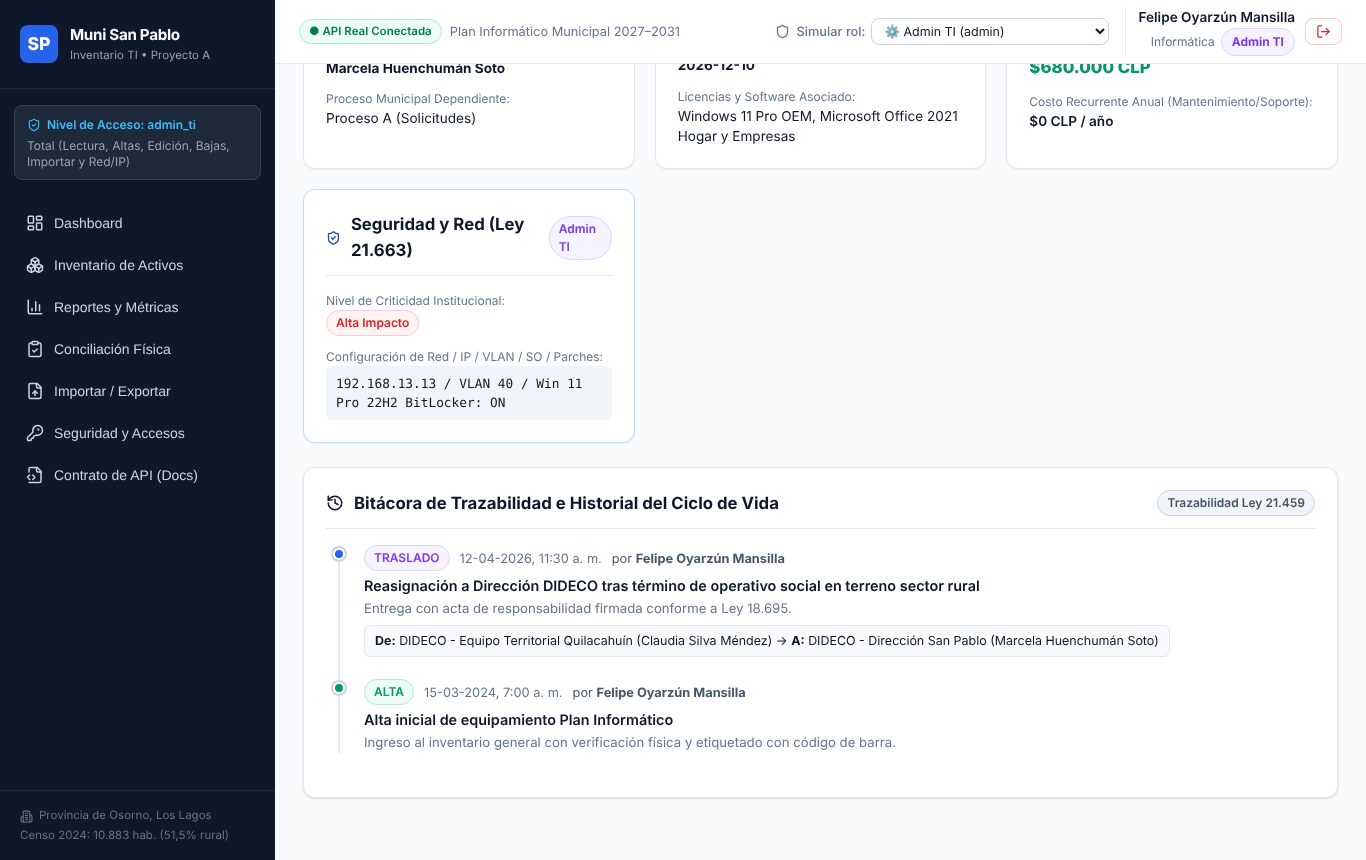 SP
Muni San Pablo
Inventario TI • Proyecto A
Nivel de Acceso: admin_ti
Total (Lectura, Altas, Edición, Bajas,
Importar y Red/IP)
Dashboard
Inventario de Activos
Reportes y Métricas
Conciliación Física
Importar / Exportar
Seguridad y Accesos
Contrato de API (Docs)
Provincia de Osorno, Los Lagos
Censo 2024: 10.883 hab. (51,5% rural)
API Real Conectada
Plan Informático Municipal 2027–2031
Simular rol:
Admin TI (admin)
Felipe Oyarzún Mansilla
Informática
Admin TI
Marcela Huenchumán Soto
Proceso Municipal Dependiente:
Proceso A (Solicitudes)
2026-12-10
Licencias y Software Asociado:
Windows 11 Pro OEM, Microsoft Office 2021
Hogar y Empresas
$680.000 CLP
Costo Recurrente Anual (Mantenimiento/Soporte):
$0 CLP / año
Seguridad y Red (Ley
21.663)
Admin
TI
Nivel de Criticidad Institucional:
Alta Impacto
Configuración de Red / IP / VLAN / SO / Parches:
192.168.13.13 / VLAN 40 / Win 11
Pro 22H2 BitLocker: ON
Bitácora de Trazabilidad e Historial del Ciclo de Vida
Trazabilidad Ley 21.459
TRASLADO 12-04-2026, 11:30 a. m. por Felipe Oyarzún Mansilla
Reasignación a Dirección DIDECO tras término de operativo social en terreno sector rural
Entrega con acta de responsabilidad firmada conforme a Ley 18.695.
De: DIDECO - Equipo Territorial Quilacahuín (Claudia Silva Méndez) → A: DIDECO - Dirección San Pablo (Marcela Huenchumán Soto)
ALTA 15-03-2024, 7:00 a. m. por Felipe Oyarzún Mansilla
Alta inicial de equipamiento Plan Informático
Ingreso al inventario general con verificación física y etiquetado con código de barra.